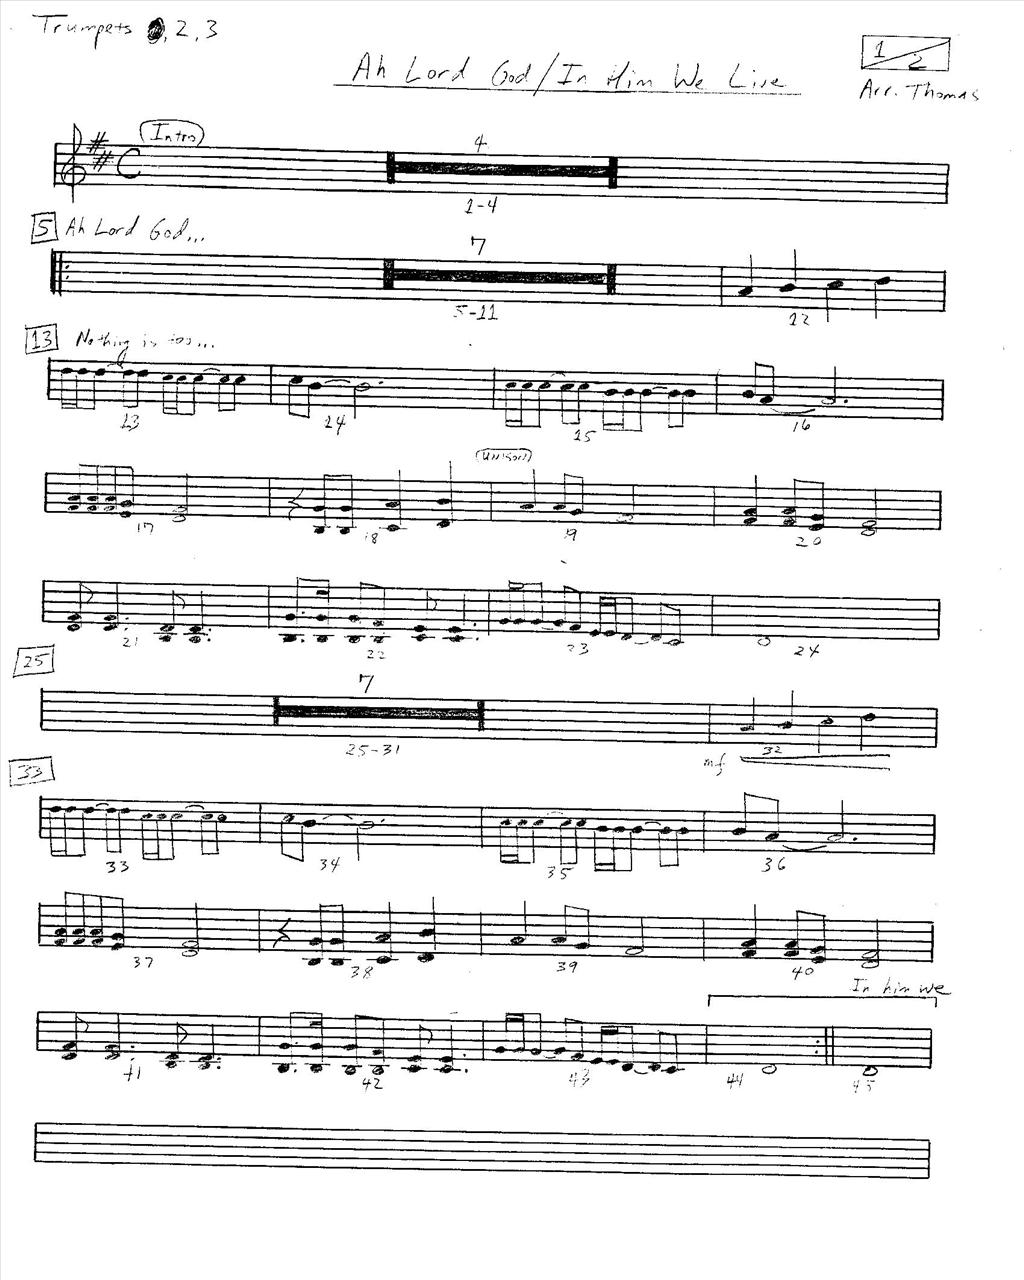 Trumpets , 2, 3
1/2
Ah Lord God/In Him We Live
Arr. Thomas
Intro
4
1-4
5 Ah Lord God...
7
5-11
12
13 Nothing is too...
13 14 15 16
unison
17 18 19 20
21 22 23 24
25
7
25-31
32
mf
33
33 34 35 36
37 38 39 40
In him we
41 42 43 44 45